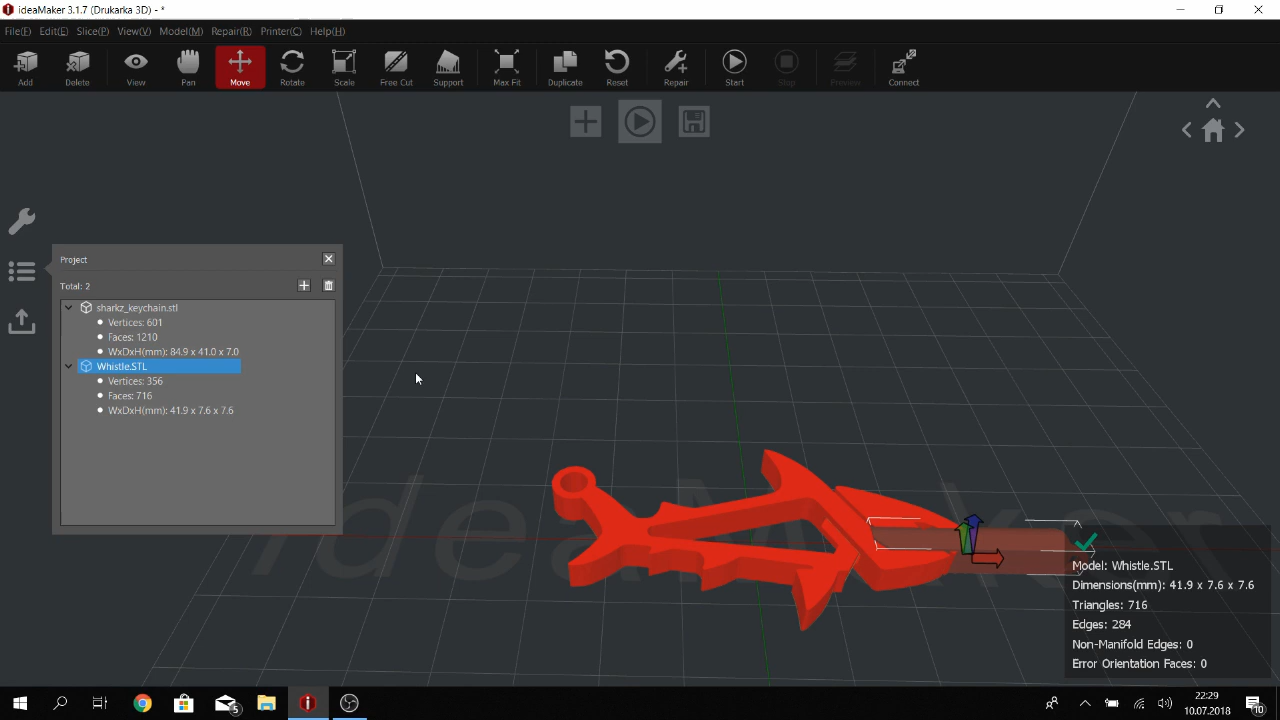 ideaMaker 3.1.7 (Drukarka 3D) - *
File(F) Edit(E) Slice(P) View(V) Model(M) Repair(R) Printer(C) Help(H)
Add Delete View Pan Move Rotate Scale Free Cut Support Max Fit Duplicate Reset Repair Start Stop Preview Connect
Project
Total: 2
sharkz_keychain.stl
Vertices: 601
Faces: 1210
WxDxH(mm): 84.9 x 41.0 x 7.0
Whistle.STL
Vertices: 356
Faces: 716
WxDxH(mm): 41.9 x 7.6 x 7.6
ideaMaker
Model: Whistle.STL
Dimensions(mm): 41.9 x 7.6 x 7.6
Triangles: 716
Edges: 284
Non-Manifold Edges: 0
Error Orientation Faces: 0
5
22:29
10.07.2018
10